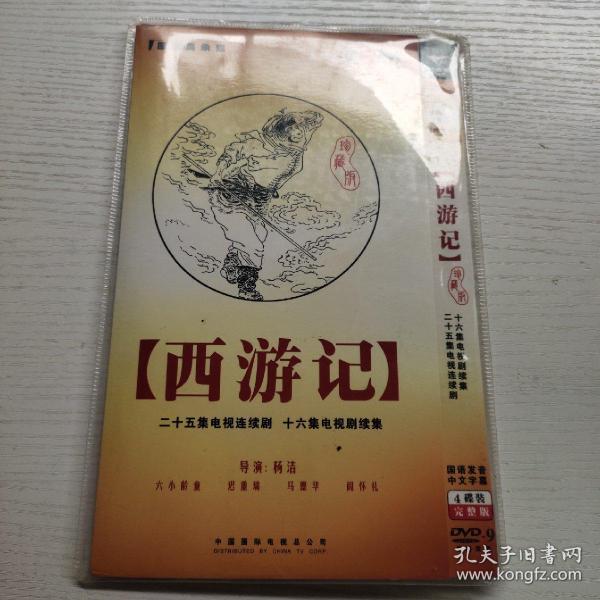 珍藏版
【西游记】
二十五集电视连续剧 十六集电视剧续集
导演:杨洁
六小龄童 迟重瑞 马德华 闫怀礼
中国国际电视总公司
DISTRIBUTED BY CHINA TV CORP
西游记】
珍藏版
十六集电视剧续集
二十五集电视连续剧
国语发音
中文字幕
4碟装
完整版
DVD.9
孔夫子旧书网
www.kongfz.com